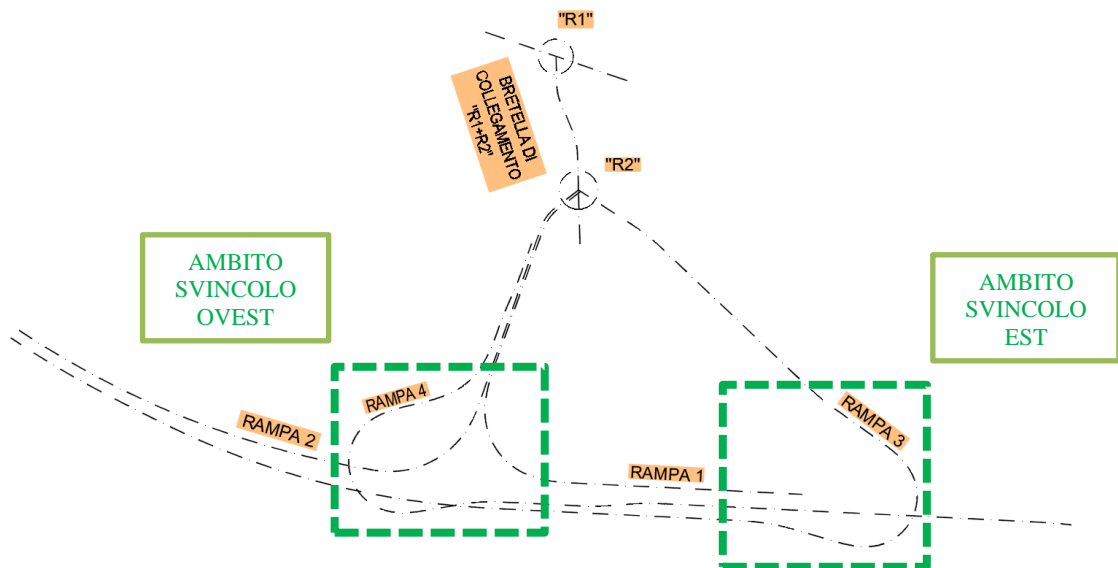 "R1"
BRETELLA DI
COLLEGAMENTO
"R1+R2"
"R2"
AMBITO
SVINCOLO
OVEST
AMBITO
SVINCOLO
EST
RAMPA 4
RAMPA 2
RAMPA 3
RAMPA 1